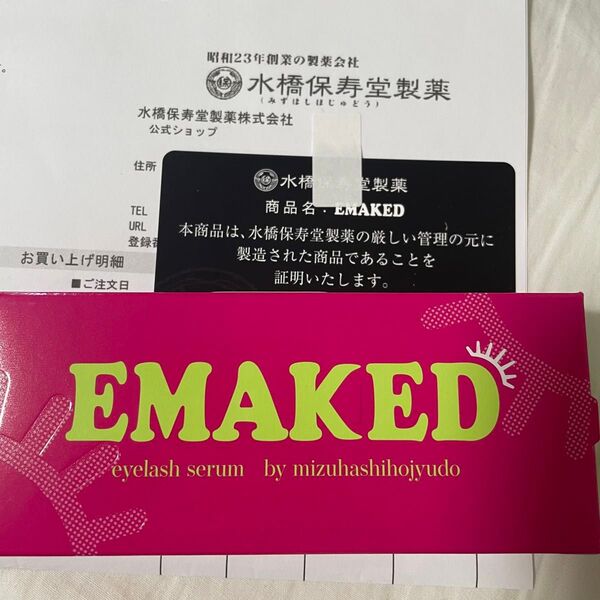 す。
昭和23年創業の製薬会社
水橋保寿堂製薬
(みずはしほじゅどう)
水橋保寿堂製薬株式会社
公式ショップ
住所
TEL
URL
登録番
お買い上げ明細
■ご注文日
水橋保寿堂製薬
商品名:EMAKED
本商品は、水橋保寿堂製薬の厳しい管理の元に
製造された商品であることを
証明いたします。
EMAKED
eyelash serum by mizuhashihojyudo